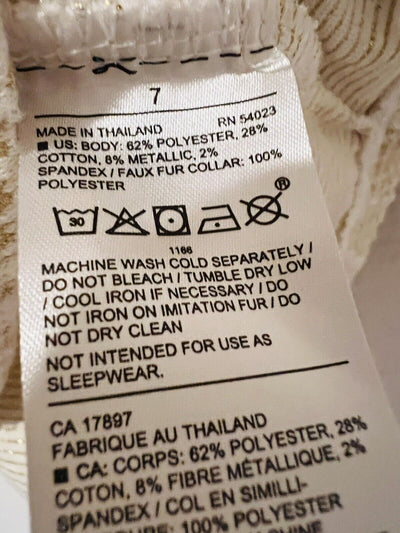 7
MADE IN THAILAND RN 54023
■ US: BODY: 62% POLYESTER, 28%
COTTON, 8% METALLIC, 2%
SPANDEX / FAUX FUR COLLAR: 100%
POLYESTER
30
®
1166
MACHINE WASH COLD SEPARATELY /
DO NOT BLEACH / TUMBLE DRY LOW
/ COOL IRON IF NECESSARY / DO
NOT IRON ON IMITATION FUR / DO
NOT DRY CLEAN
NOT INTENDED FOR USE AS
SLEEPWEAR.
CA 17897
FABRIQUE AU THAILAND
■ CA: CORPS: 62% POLYESTER, 28%
COTON, 8% FIBRE MÉTALLIQUE, 2%
SPANDEX / COL EN SIMILLI-
100% POLYESTER
MACHINE